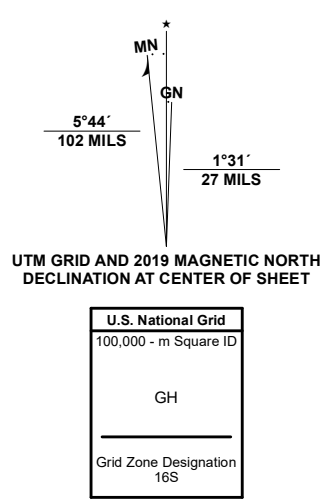 MN
GN
5°44´
102 MILS
1°31´
27 MILS
UTM GRID AND 2019 MAGNETIC NORTH
DECLINATION AT CENTER OF SHEET
U.S. National Grid
100,000 - m Square ID
GH
Grid Zone Designation
16S